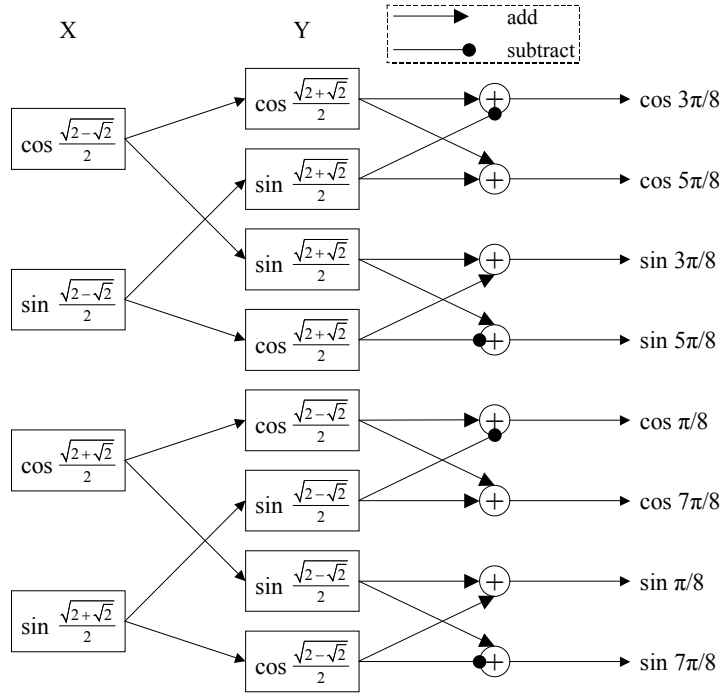 X
Y
add
subtract
cos √(2−√2)/2
sin √(2−√2)/2
cos √(2+√2)/2
sin √(2+√2)/2
cos √(2+√2)/2
sin √(2+√2)/2
sin √(2+√2)/2
cos √(2+√2)/2
cos √(2−√2)/2
sin √(2−√2)/2
sin √(2−√2)/2
cos √(2−√2)/2
+
+
+
+
+
+
+
+
cos 3π/8
cos 5π/8
sin 3π/8
sin 5π/8
cos π/8
cos 7π/8
sin π/8
sin 7π/8